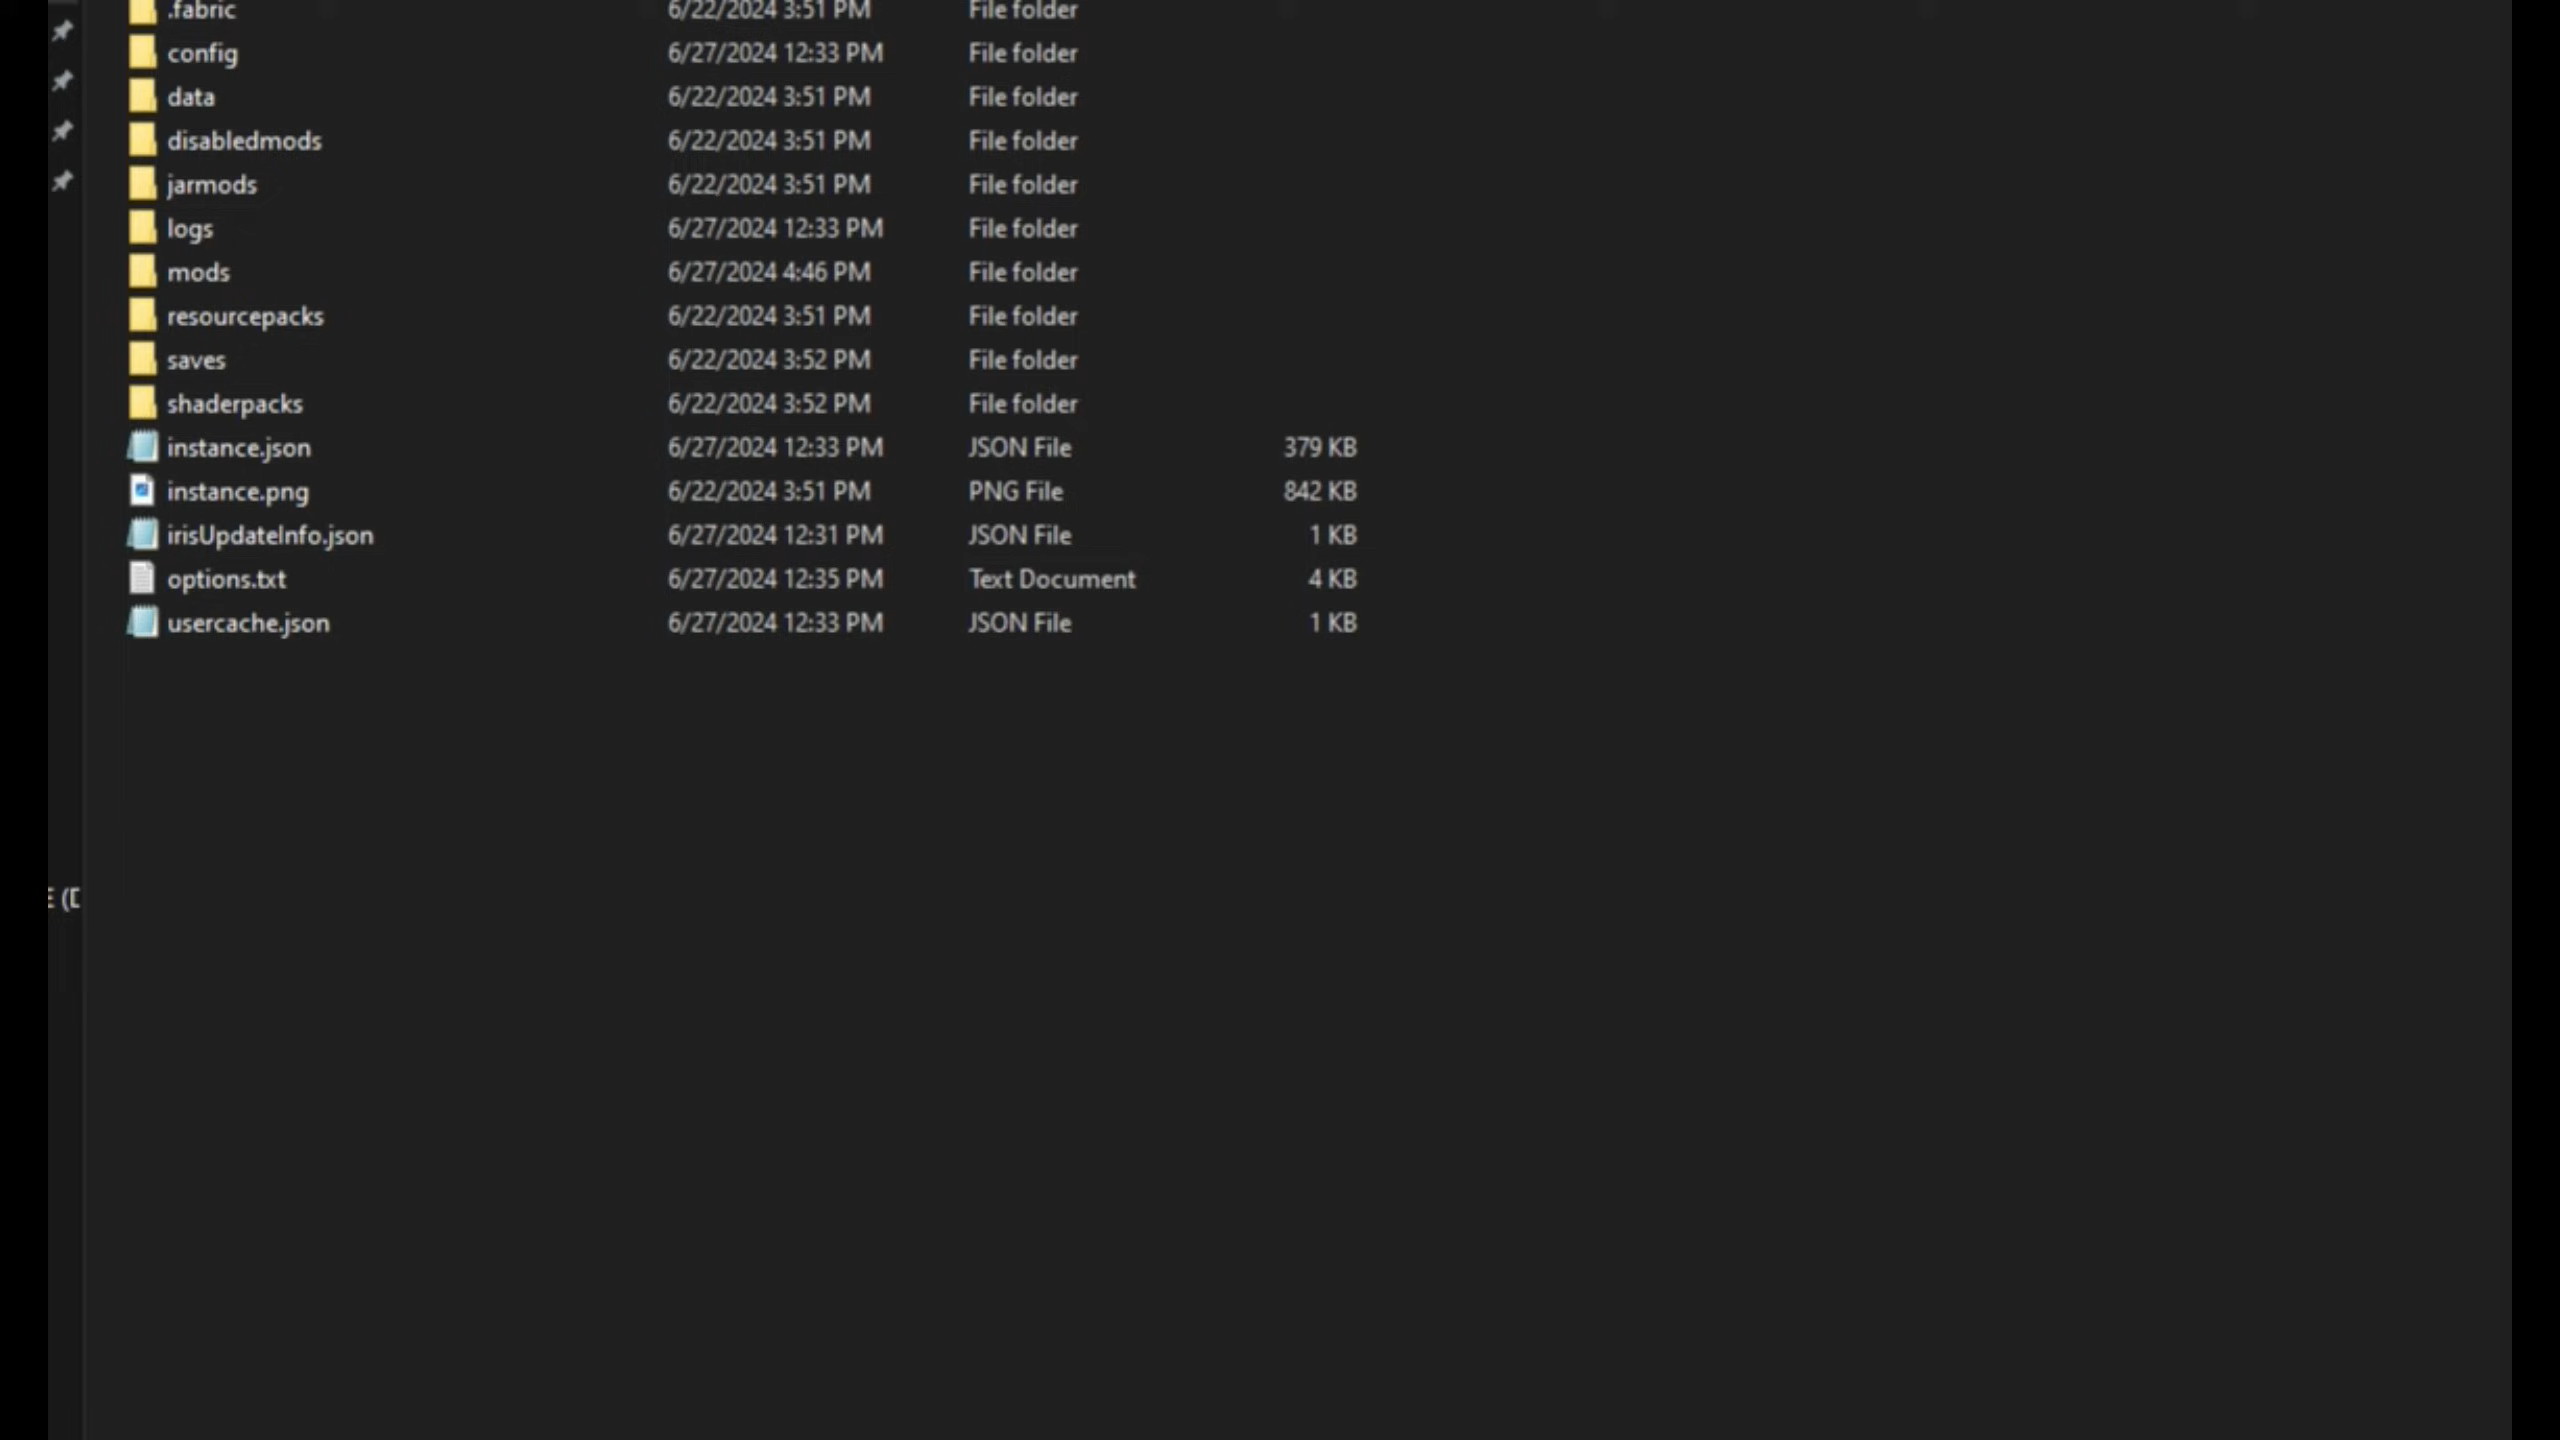 .fabric 6/22/2024 3:51 PM File folder
config 6/27/2024 12:33 PM File folder
data 6/22/2024 3:51 PM File folder
disabledmods 6/22/2024 3:51 PM File folder
jarmods 6/22/2024 3:51 PM File folder
logs 6/27/2024 12:33 PM File folder
mods 6/27/2024 4:46 PM File folder
resourcepacks 6/22/2024 3:51 PM File folder
saves 6/22/2024 3:52 PM File folder
shaderpacks 6/22/2024 3:52 PM File folder
instance.json 6/27/2024 12:33 PM JSON File 379 KB
instance.png 6/22/2024 3:51 PM PNG File 842 KB
irisUpdateInfo.json 6/27/2024 12:31 PM JSON File 1 KB
options.txt 6/27/2024 12:35 PM Text Document 4 KB
usercache.json 6/27/2024 12:33 PM JSON File 1 KB